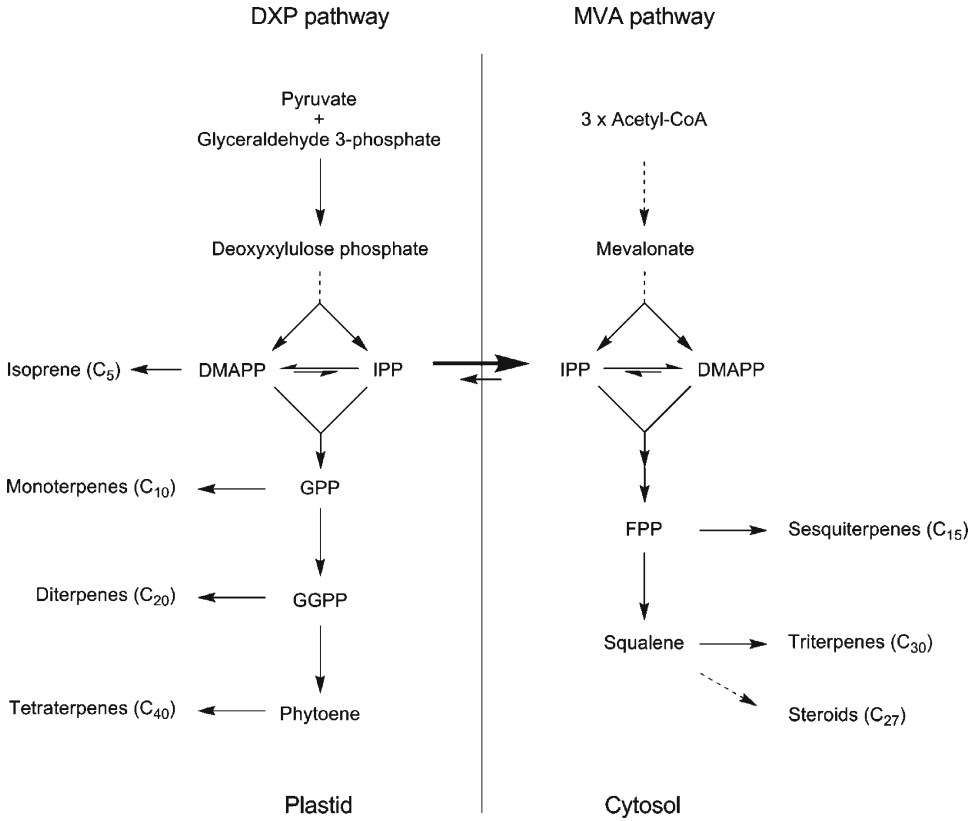 DXP pathway
MVA pathway
Pyruvate
+
Glyceraldehyde 3-phosphate
3 x Acetyl-CoA
Deoxyxylulose phosphate
Mevalonate
Isoprene (C5)
DMAPP
IPP
IPP
DMAPP
Monoterpenes (C10)
GPP
FPP
Sesquiterpenes (C15)
Diterpenes (C20)
GGPP
Squalene
Triterpenes (C30)
Tetraterpenes (C40)
Phytoene
Steroids (C27)
Plastid
Cytosol